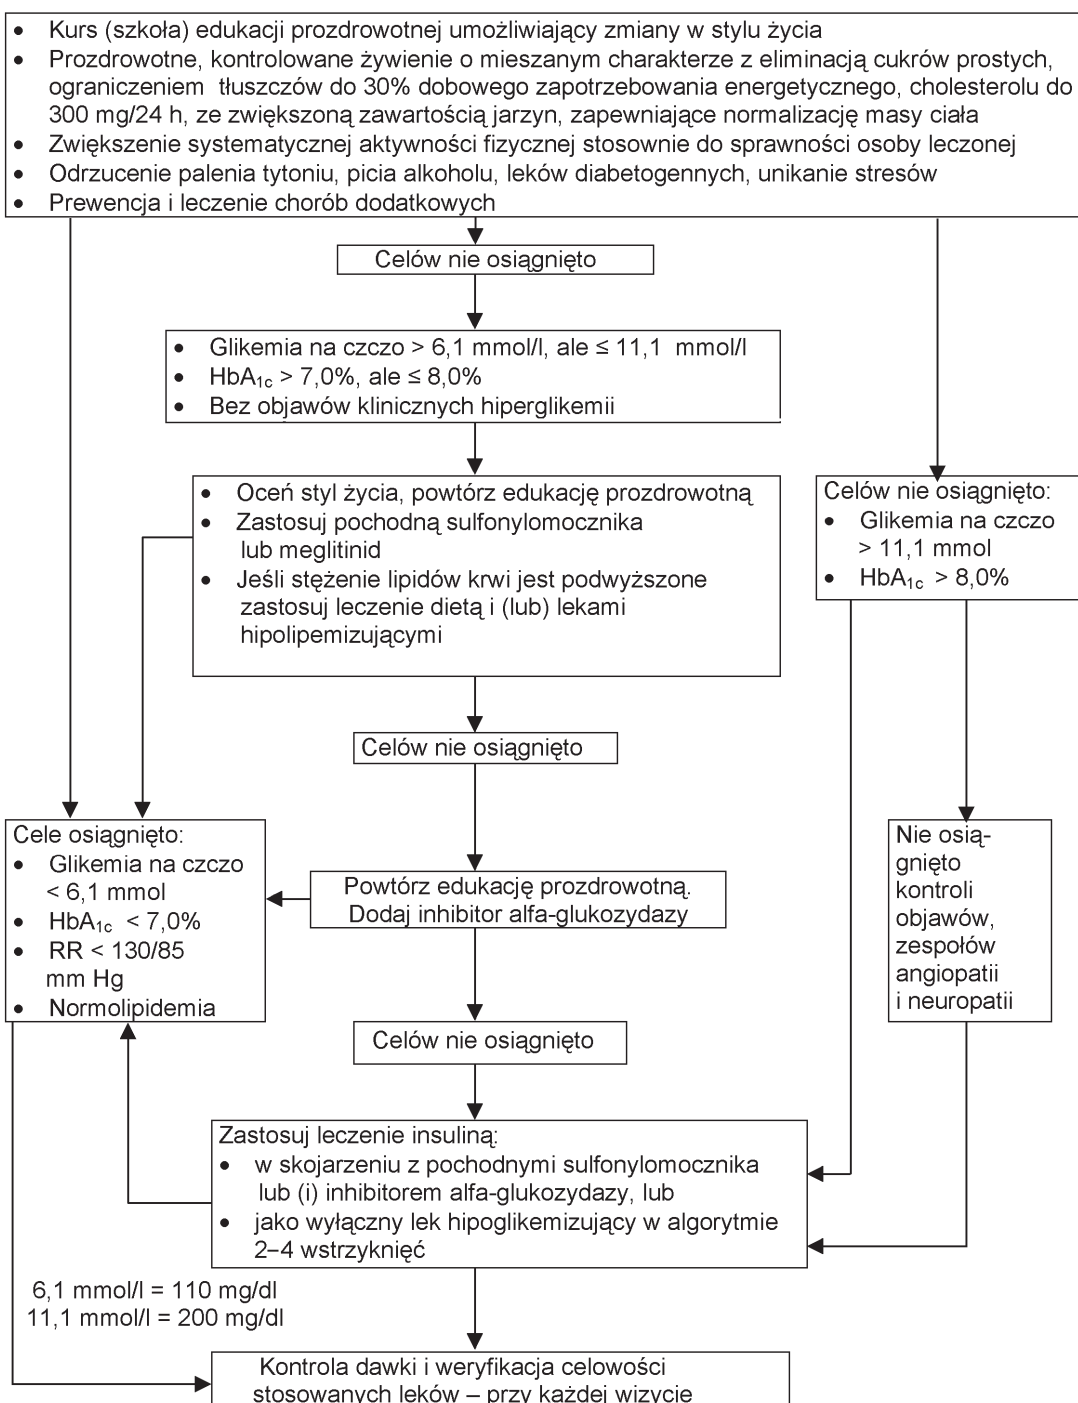 • Kurs (szkoła) edukacji prozdrowotnej umożliwiający zmiany w stylu życia
• Prozdrowotne, kontrolowane żywienie o mieszanym charakterze z eliminacją cukrów prostych,
ograniczeniem tłuszczów do 30% dobowego zapotrzebowania energetycznego, cholesterolu do
300 mg/24 h, ze zwiększoną zawartością jarzyn, zapewniające normalizację masy ciała
• Zwiększenie systematycznej aktywności fizycznej stosownie do sprawności osoby leczonej
• Odrzucenie palenia tytoniu, picia alkoholu, leków diabetogennych, unikanie stresów
• Prewencja i leczenie chorób dodatkowych
Celów nie osiągnięto
• Glikemia na czczo > 6,1 mmol/l, ale ≤ 11,1 mmol/l
• HbA1c > 7,0%, ale ≤ 8,0%
• Bez objawów klinicznych hiperglikemii
• Oceń styl życia, powtórz edukację prozdrowotną
• Zastosuj pochodną sulfonylomocznika
lub meglitinid
• Jeśli stężenie lipidów krwi jest podwyższone
zastosuj leczenie dietą i (lub) lekami
hipolipemizującymi
Celów nie osiągnięto:
• Glikemia na czczo
> 11,1 mmol
• HbA1c > 8,0%
Celów nie osiągnięto
Cele osiągnięto:
• Glikemia na czczo
< 6,1 mmol
• HbA1c < 7,0%
• RR < 130/85
mm Hg
• Normolipidemia
Powtórz edukację prozdrowotną.
Dodaj inhibitor alfa-glukozydazy
Nie osią-
gnięto
kontroli
objawów,
zespołów
angiopatii
i neuropatii
Celów nie osiągnięto
Zastosuj leczenie insuliną:
• w skojarzeniu z pochodnymi sulfonylomocznika
lub (i) inhibitorem alfa-glukozydazy, lub
• jako wyłączny lek hipoglikemizujący w algorytmie
2–4 wstrzyknięć
6,1 mmol/l = 110 mg/dl
11,1 mmol/l = 200 mg/dl
Kontrola dawki i weryfikacja celowości
stosowanych leków – przy każdej wizycie